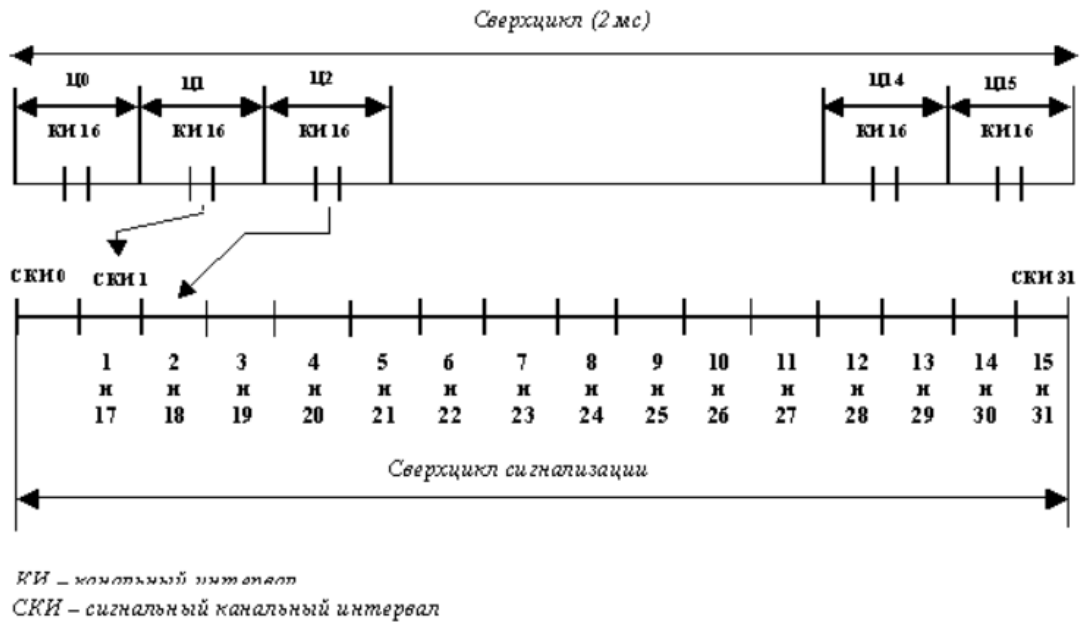 Сверхцикл (2 мс)
Ц0 Ц1 Ц2 Ц14 Ц15
КИ 16 КИ 16 КИ 16 КИ 16 КИ 16
СКИ 0 СКИ 1 СКИ 31
1 2 3 4 5 6 7 8 9 10 11 12 13 14 15
и и и и и и и и и и и и и и и
17 18 19 20 21 22 23 24 25 26 27 28 29 30 31
Сверхцикл сигнализации
КИ – канальный интервал
СКИ – сигнальный канальный интервал